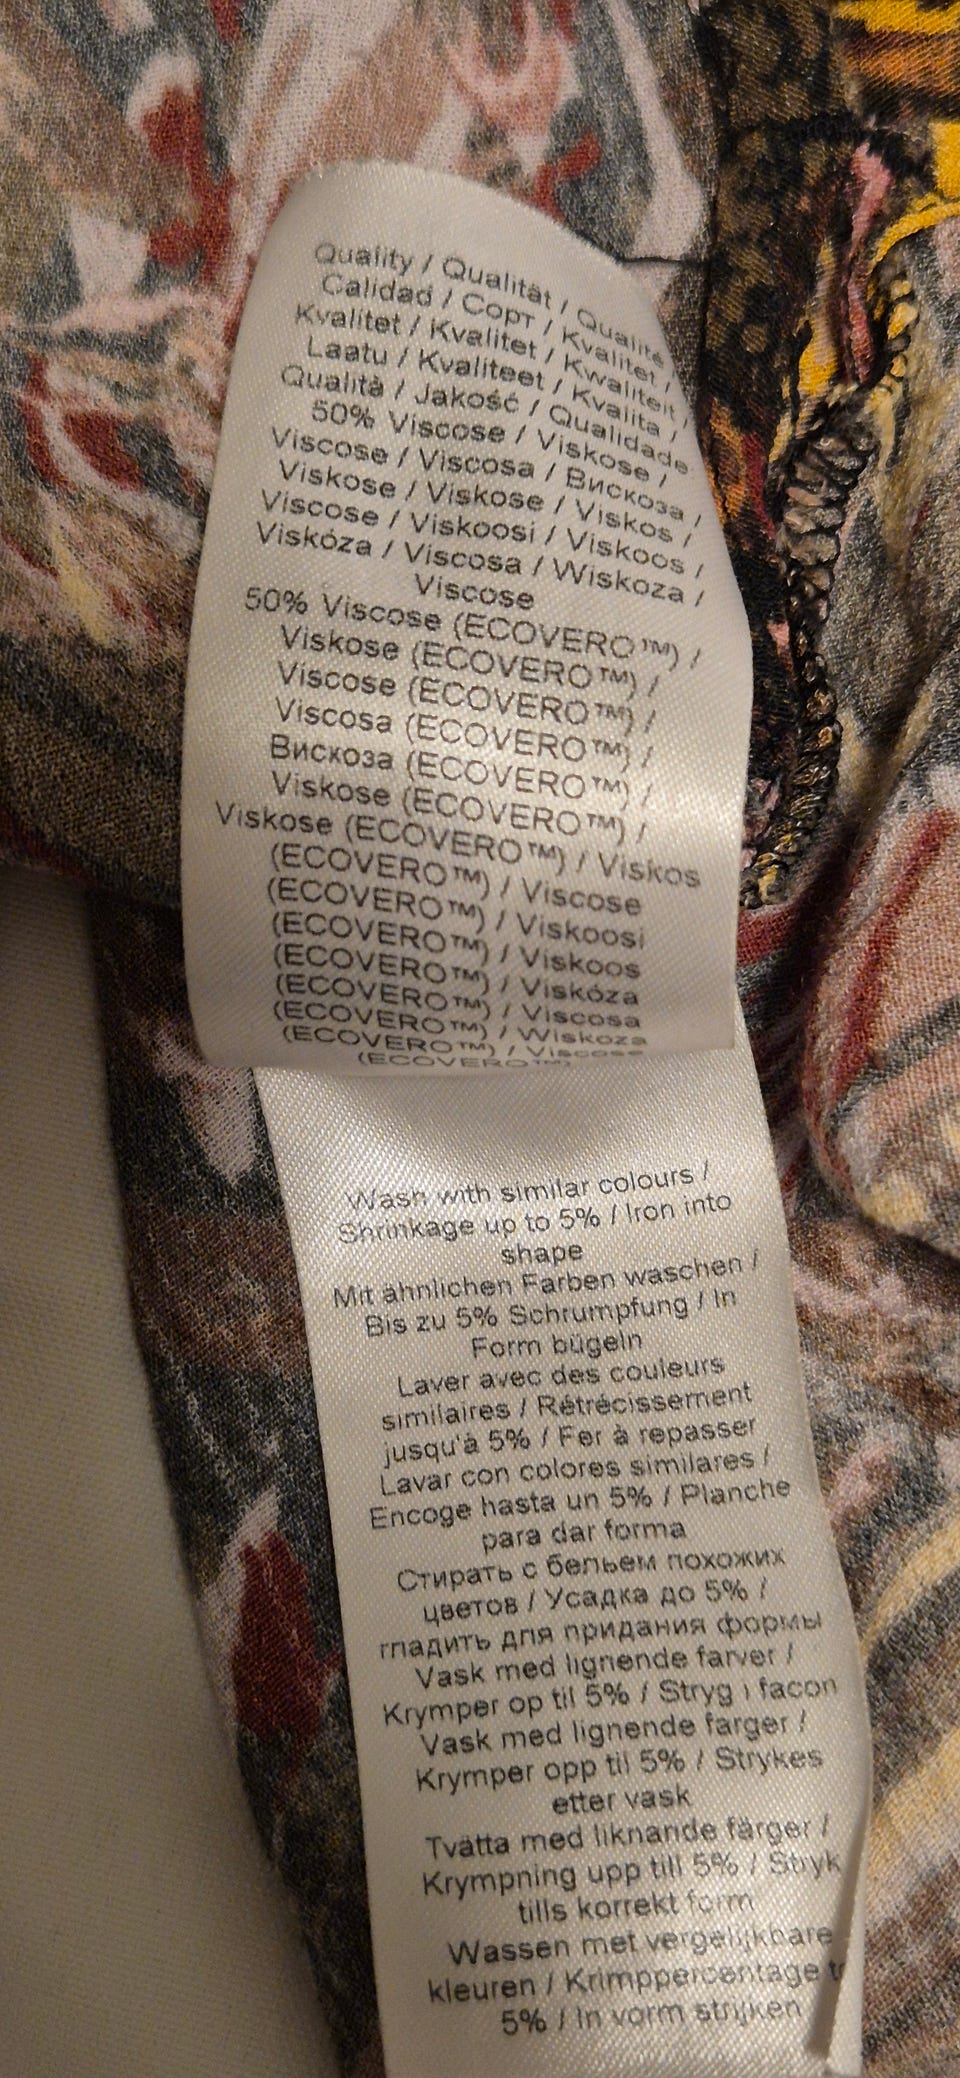 Quality / Qualität / Qualité
Calidad / Сорт / Kvalitet /
Kvalitet / Kvalitet / Kwaliteit /
Laatu / Kvaliteet / Kvalita /
Qualità / Jakość / Qualidade
50% Viscose / Viskose /
Viscose / Viscosa / Вискоза /
Viskose / Viskose / Viskos /
Viscose / Viskoosi / Viskoos /
Viskóza / Viscosa / Wiskoza /
Viscose
50% Viscose (ECOVERO™) /
Viskose (ECOVERO™) /
Viscose (ECOVERO™) /
Viscosa (ECOVERO™) /
Вискоза (ECOVERO™) /
Viskose (ECOVERO™) /
Viskose (ECOVERO™) / Viskos
(ECOVERO™) / Viscose
(ECOVERO™) / Viskoosi
(ECOVERO™) / Viskoos
(ECOVERO™) / Viskóza
(ECOVERO™) / Viscosa
(ECOVERO™) / Wiskoza
(ECOVERO™) / Viscose
(ECOVERO™)
Wash with similar colours /
Shrinkage up to 5% / Iron into
shape
Mit ähnlichen Farben waschen /
Bis zu 5% Schrumpfung / In
Form bügeln
Laver avec des couleurs
similaires / Rétrécissement
jusqu'à 5% / Fer à repasser
Lavar con colores similares /
Encoge hasta un 5% / Planche
para dar forma
Стирать с бельем похожих
цветов / Усадка до 5% /
гладить для придания формы
Vask med lignende farver /
Krymper op til 5% / Stryg i facon
Vask med lignende farger /
Krymper opp til 5% / Strykes
etter vask
Tvätta med liknande färger /
Krympning upp till 5% / Stryk
tills korrekt form
Wassen met vergelijkbare
kleuren / Krimppercentage
5% / In vorm strijken